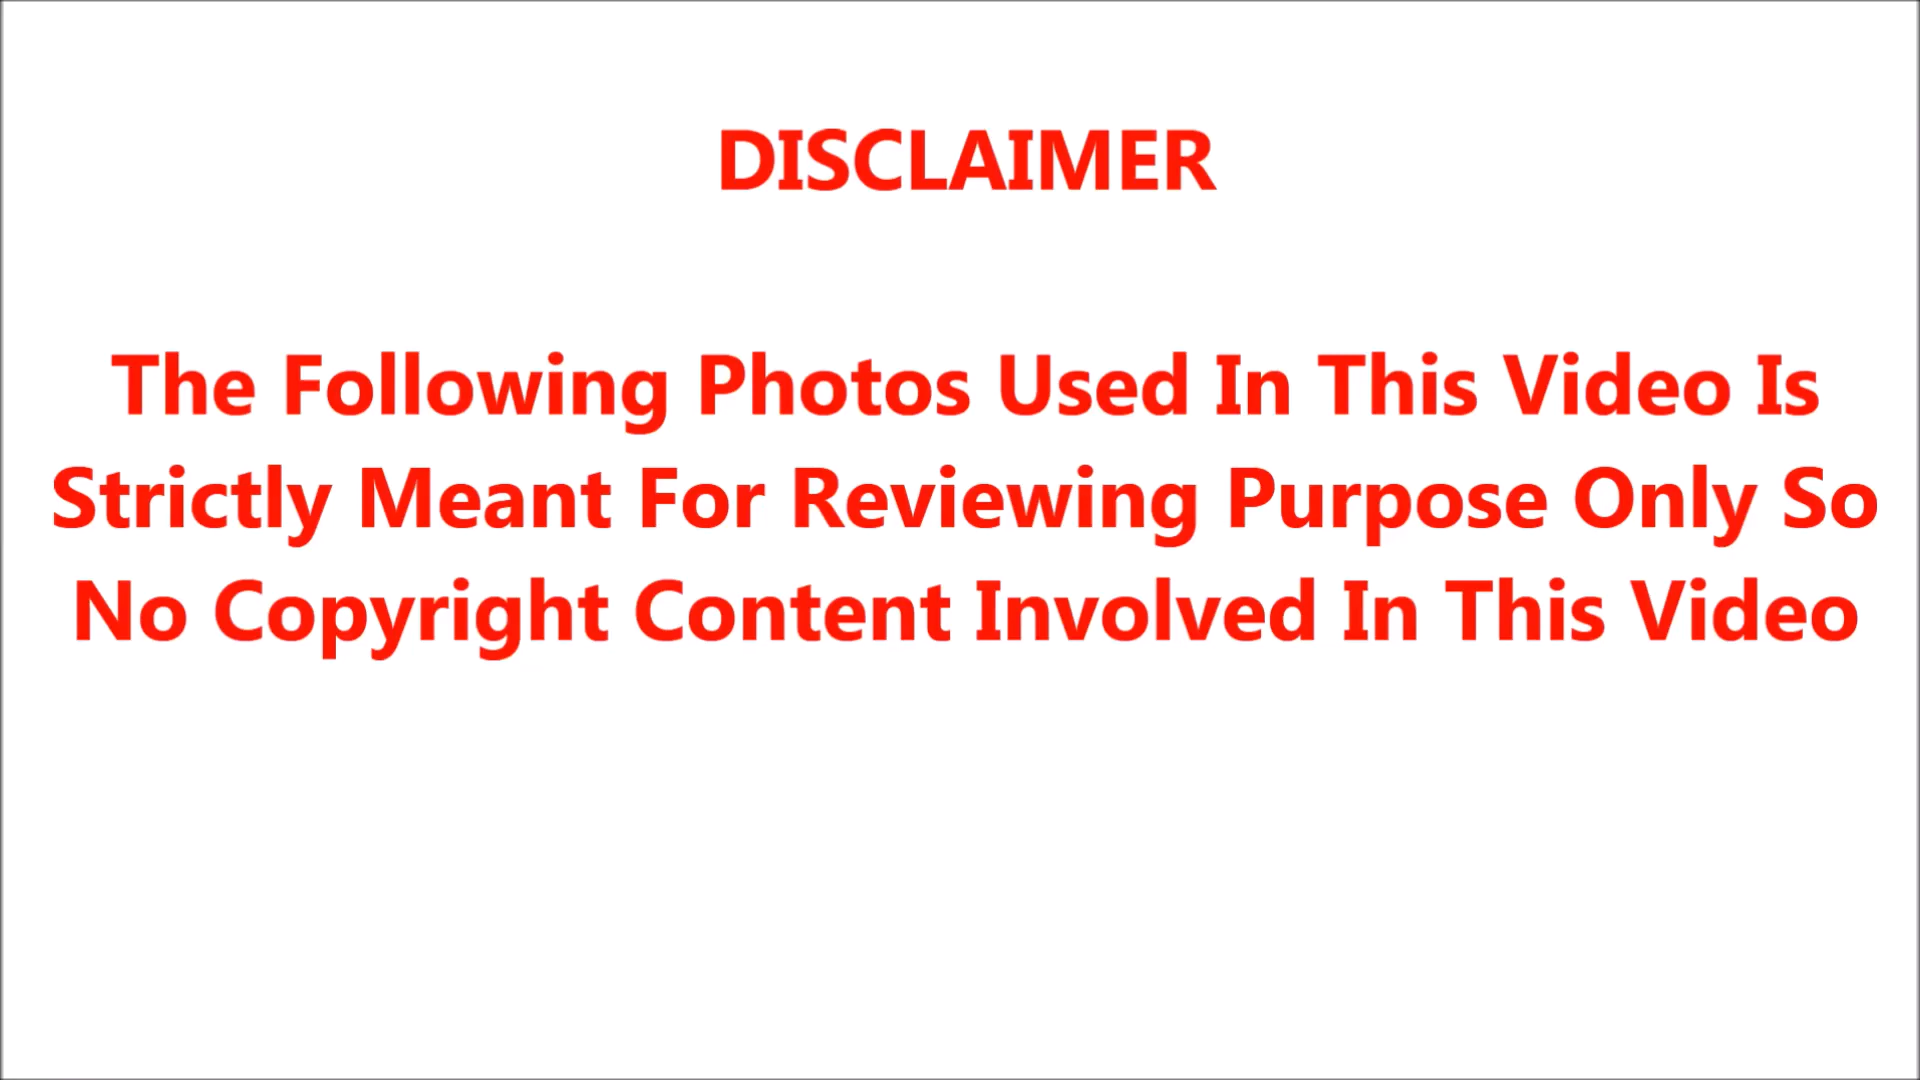 DISCLAIMER
The Following Photos Used In This Video Is
Strictly Meant For Reviewing Purpose Only So
No Copyright Content Involved In This Video